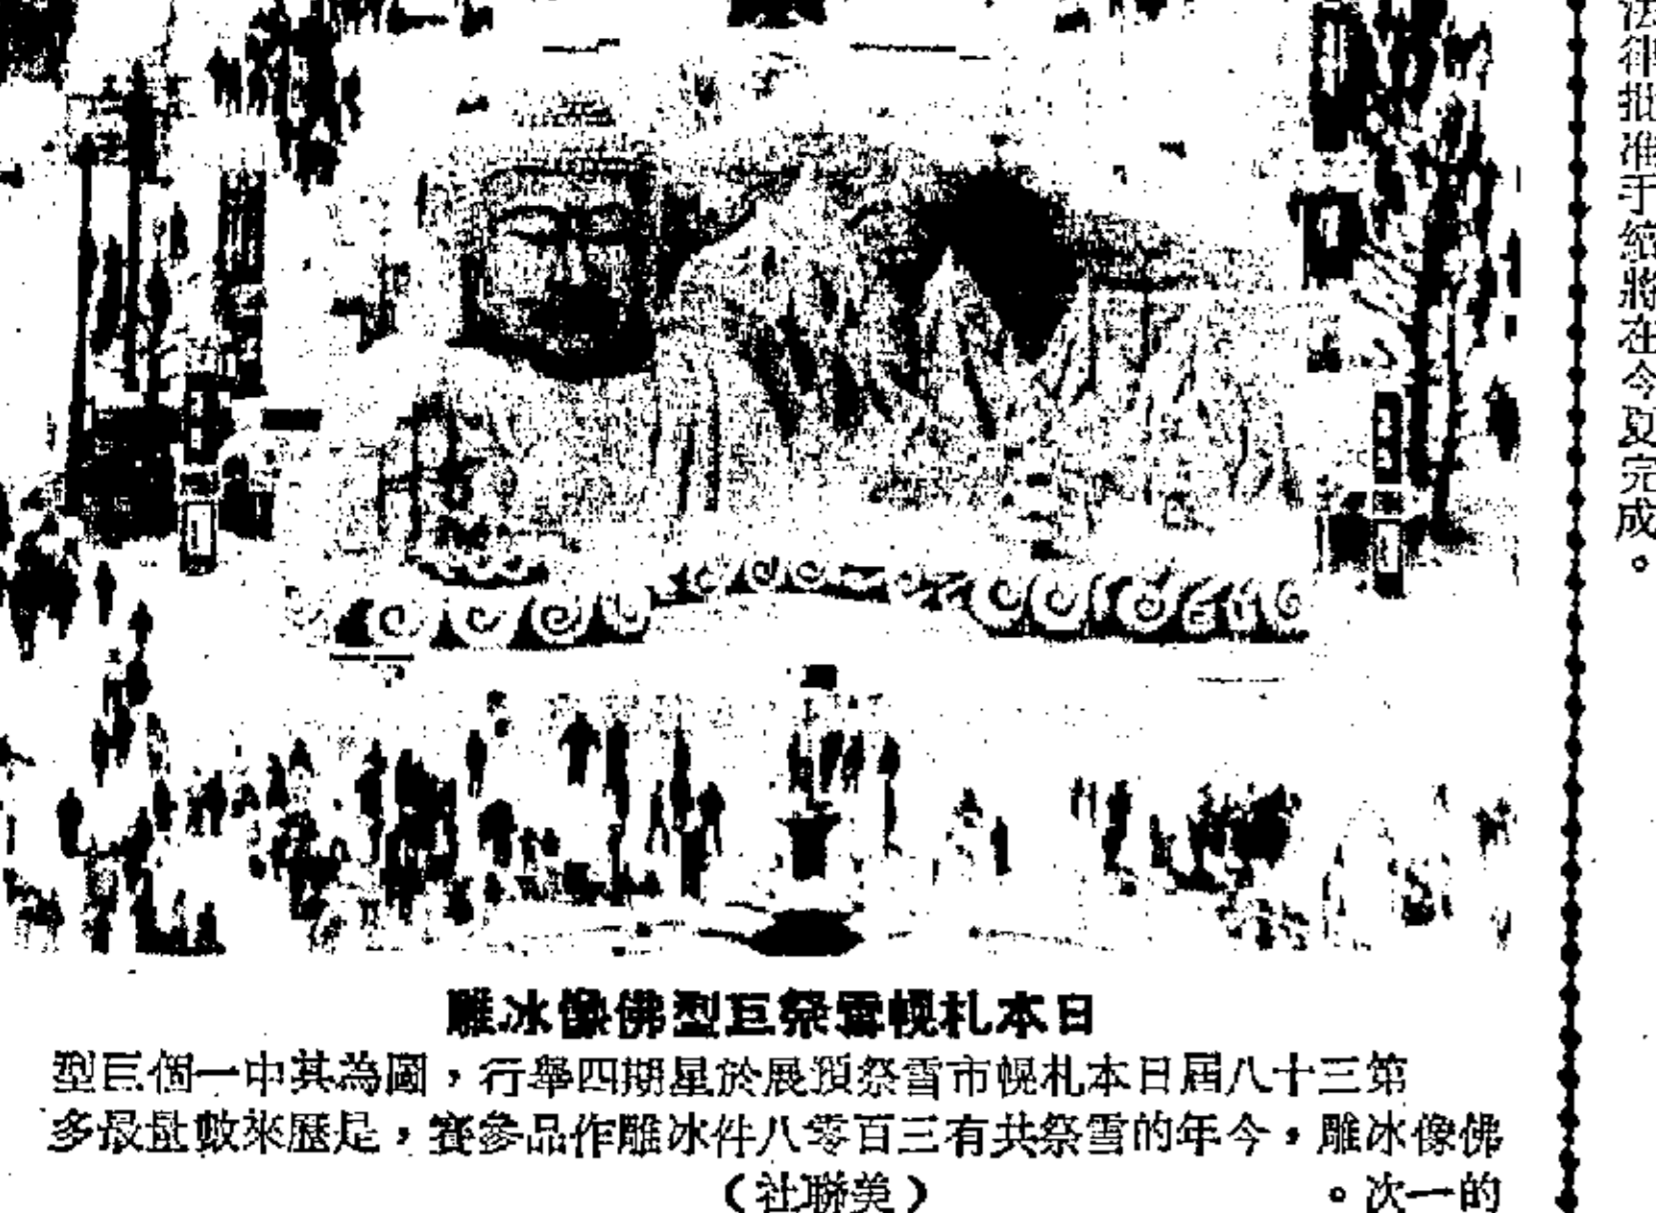 法律批准手續將在今夏完成。
日本札幌雪祭巨型佛像冰雕
第三十八屆日本札幌市雪祭預展於星期四舉行，圖為其中一個巨型
佛像冰雕，今年的雪祭共有三百零八件冰雕作品參賽，是歷來數量最多
的一次。（美聯社）